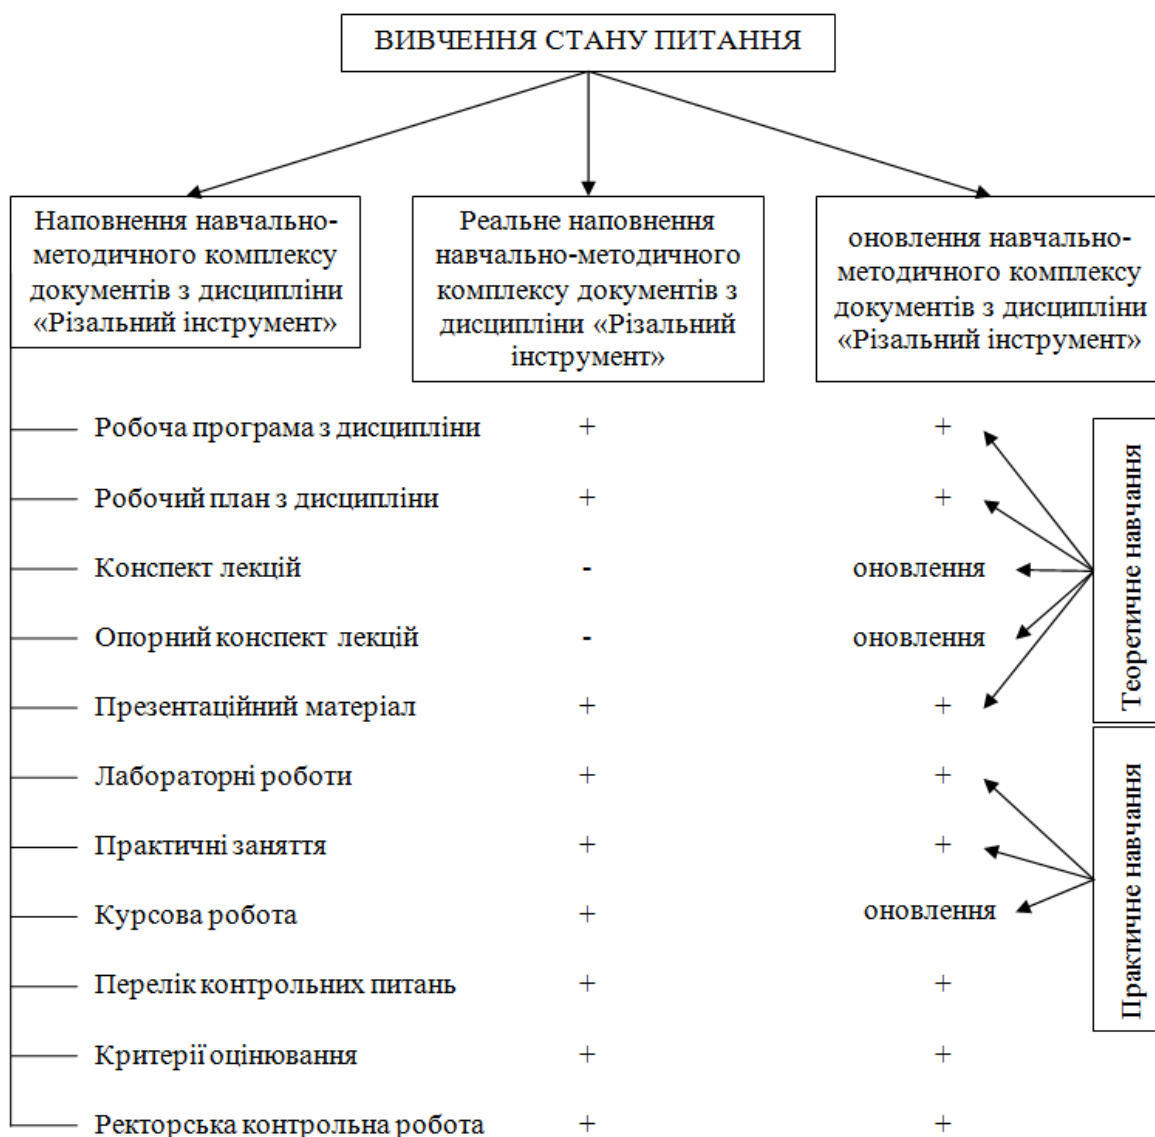 ВИВЧЕННЯ СТАНУ ПИТАННЯ
Наповнення навчально-
методичного комплексу
документів з дисципліни
«Різальний інструмент»
Реальне наповнення
навчально-методичного
комплексу документів з
дисципліни «Різальний
інструмент»
оновлення навчально-
методичного комплексу
документів з дисципліни
«Різальний інструмент»
Робоча програма з дисципліни + +
Робочий план з дисципліни + +
Конспект лекцій - оновлення
Опорний конспект лекцій - оновлення
Презентаційний матеріал + +
Лабораторні роботи + +
Практичні заняття + +
Курсова робота + оновлення
Перелік контрольних питань + +
Критерії оцінювання + +
Ректорська контрольна робота + +
Теоретичне навчання
Практичне навчання